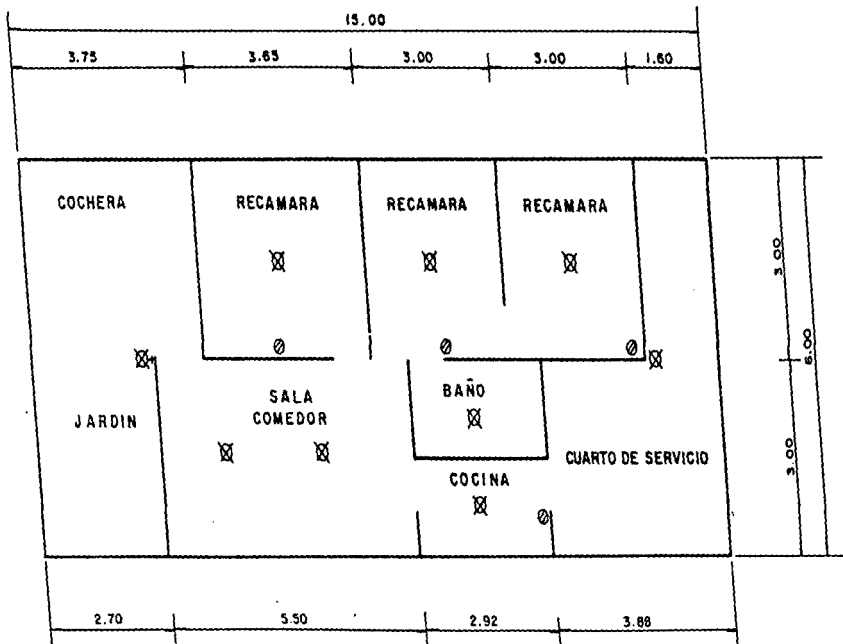 15.00
3.75
3.65
3.00
3.00
1.60
COCHERA
RECAMARA
RECAMARA
RECAMARA
3.00
6.00
SALA
COMEDOR
BAÑO
JARDIN
CUARTO DE SERVICIO
3.00
COCINA
2.70
5.50
2.92
3.88